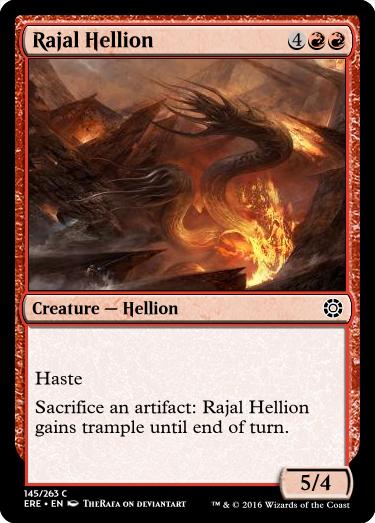 Rajal Hellion 4
Creature — Hellion
Haste
Sacrifice an artifact: Rajal Hellion
gains trample until end of turn.
5/4
145/263 C
ERE • EN TheRafa on deviantart ™ & © 2016 Wizards of the Coast